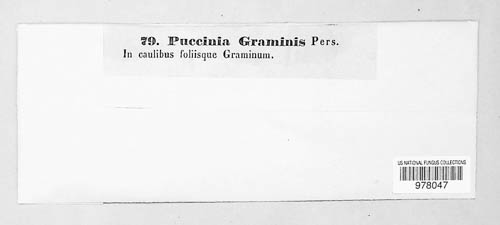 79. Puccinia Graminis Pers.
In caulibus foliisque Graminum.
US NATIONAL FUNGUS COLLECTIONS
978047